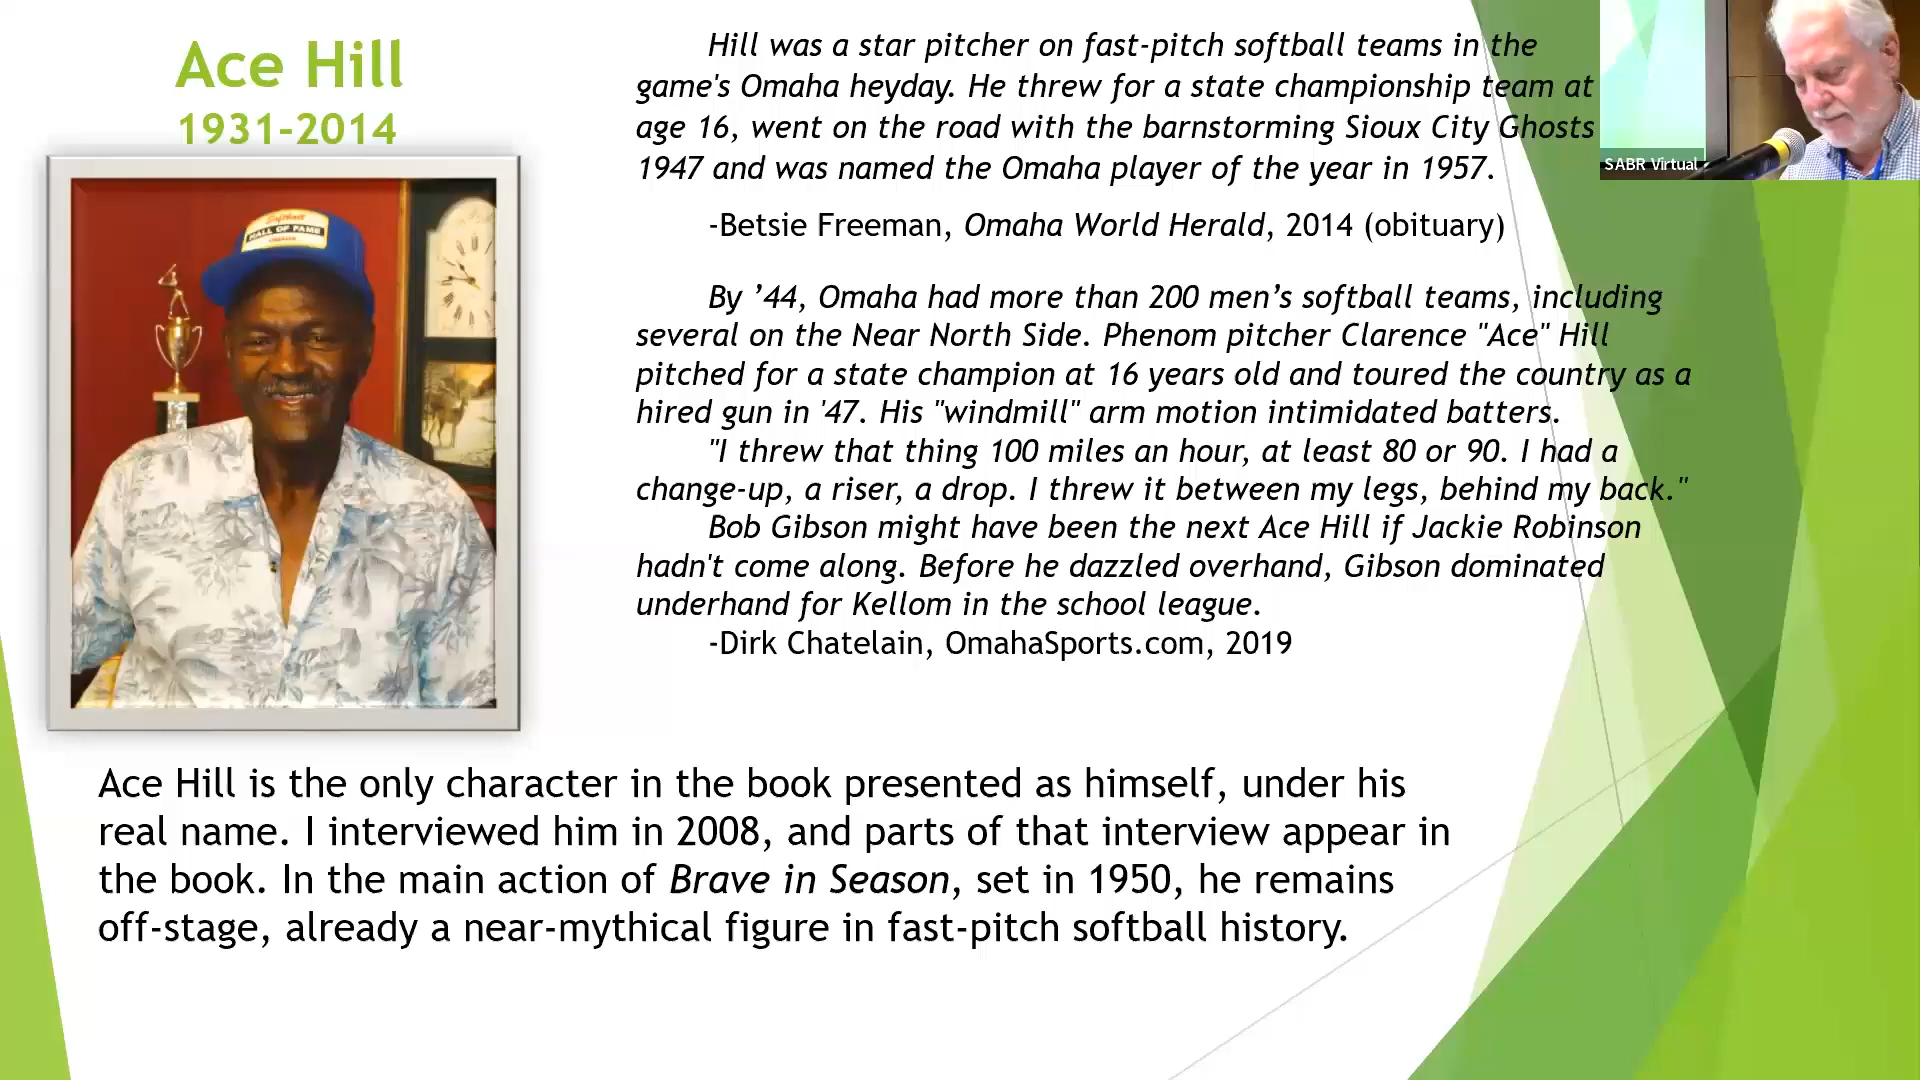 Ace Hill
1931-2014
Softball
HALL OF FAME
OMAHA
Hill was a star pitcher on fast-pitch softball teams in the
game's Omaha heyday. He threw for a state championship team at
age 16, went on the road with the barnstorming Sioux City Ghosts
1947 and was named the Omaha player of the year in 1957.
-Betsie Freeman, Omaha World Herald, 2014 (obituary)
By ’44, Omaha had more than 200 men’s softball teams, including
several on the Near North Side. Phenom pitcher Clarence "Ace" Hill
pitched for a state champion at 16 years old and toured the country as a
hired gun in '47. His "windmill" arm motion intimidated batters.
"I threw that thing 100 miles an hour, at least 80 or 90. I had a
change-up, a riser, a drop. I threw it between my legs, behind my back."
Bob Gibson might have been the next Ace Hill if Jackie Robinson
hadn't come along. Before he dazzled overhand, Gibson dominated
underhand for Kellom in the school league.
-Dirk Chatelain, OmahaSports.com, 2019
Ace Hill is the only character in the book presented as himself, under his
real name. I interviewed him in 2008, and parts of that interview appear in
the book. In the main action of Brave in Season, set in 1950, he remains
off-stage, already a near-mythical figure in fast-pitch softball history.
SABR Virtual